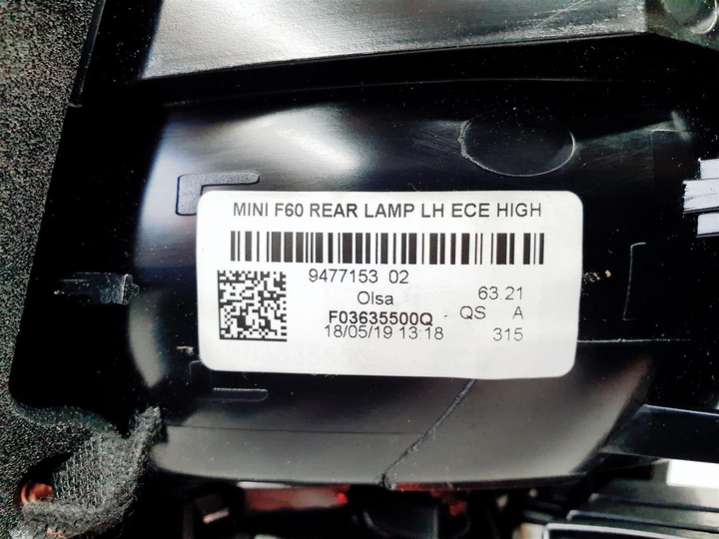 MINI F60 REAR LAMP LH ECE HIGH
9477153 02
Olsa 63.21
F03635500Q QS A
18/05/19 13:18 315